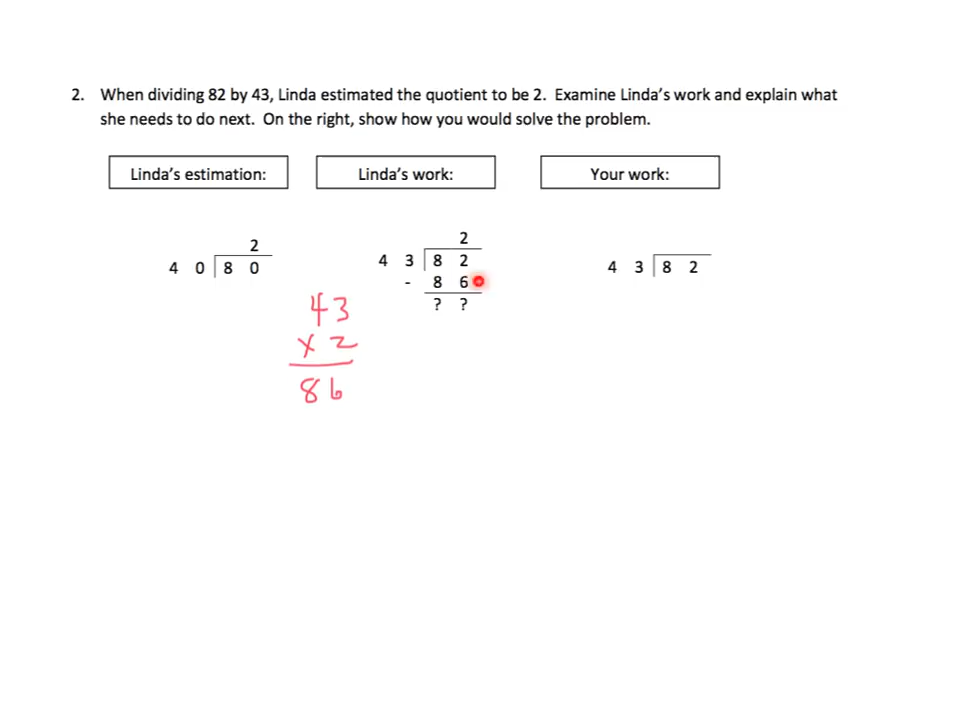 2. When dividing 82 by 43, Linda estimated the quotient to be 2. Examine Linda's work and explain what
she needs to do next. On the right, show how you would solve the problem.
Linda's estimation:
Linda's work:
Your work:
2
4 0 8 0
2
4 3 8 2
- 8 6
? ?
4 3 8 2
43
x 2
86